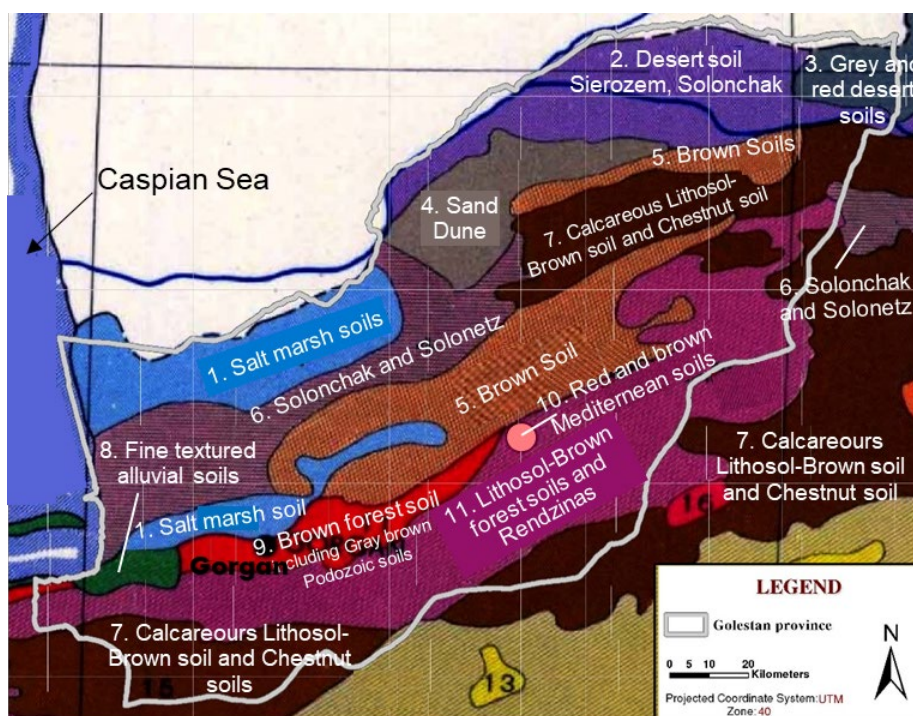 2. Desert soil
Sierozem, Solonchak
3. Grey and
red desert
soils
Caspian Sea
5. Brown Soils
4. Sand
Dune
7. Calcareous Lithosol-
Brown soil and Chestnut soil
6. Solonchak
and Solonetz
1. Salt marsh soils
6. Solonchak and Solonetz
5. Brown Soil
10. Red and brown
Mediternean soils
8. Fine textured
alluvial soils
7. Calcareours
Lithosol-Brown soil
and Chestnut soil
11. Lithosol-Brown
forest soils and
Rendzinas
1. Salt marsh soil
9. Brown forest soil
including Gray brown
Podozoic soils
Gorgan
7. Calcareours Lithosol-
Brown soil and Chestnut
soils
15
13
LEGEND
Golestan province
N
0 5 10 20
Kilometers
Projected Coordinate System: UTM
Zone: 40